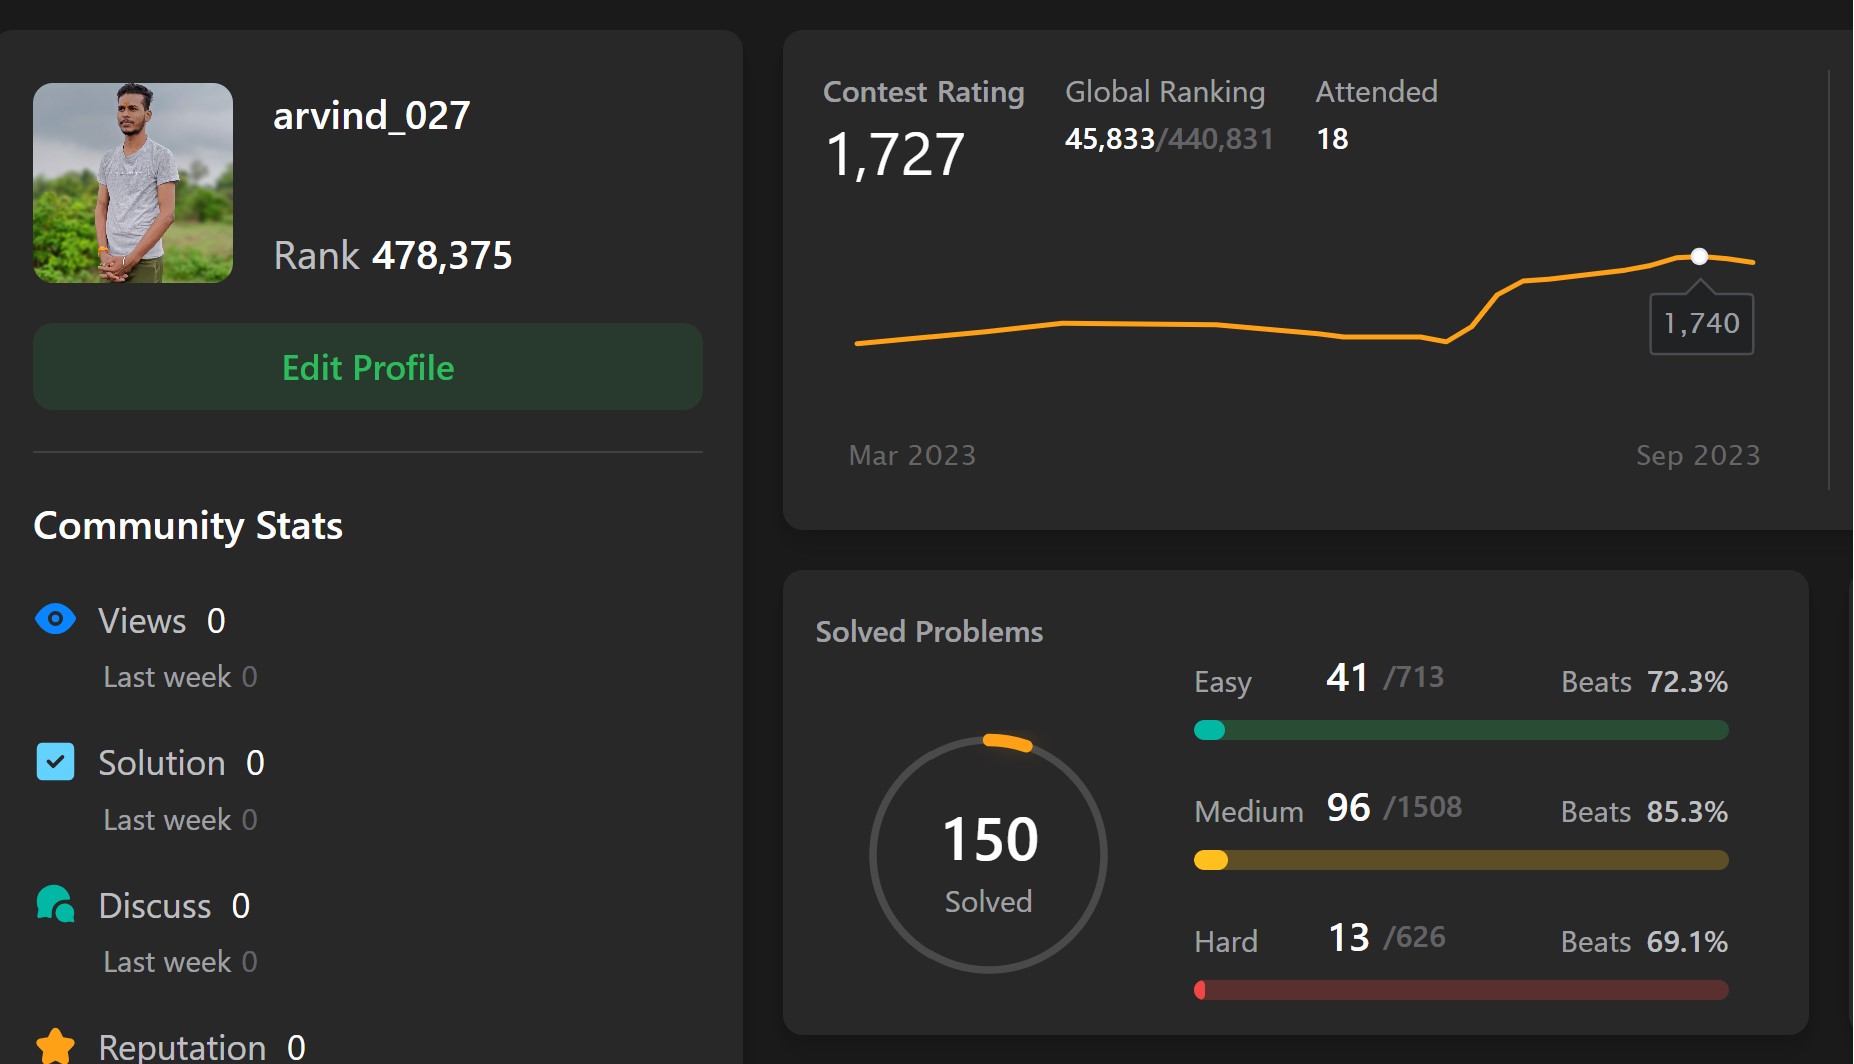 arvind_027
Rank 478,375
Edit Profile
Community Stats
Views 0
Last week 0
Solution 0
Last week 0
Discuss 0
Last week 0
Reputation 0
Contest Rating
1,727
Global Ranking
45,833/440,831
Attended
18
1,740
Mar 2023
Sep 2023
Solved Problems
150
Solved
Easy 41 /713 Beats 72.3%
Medium 96 /1508 Beats 85.3%
Hard 13 /626 Beats 69.1%